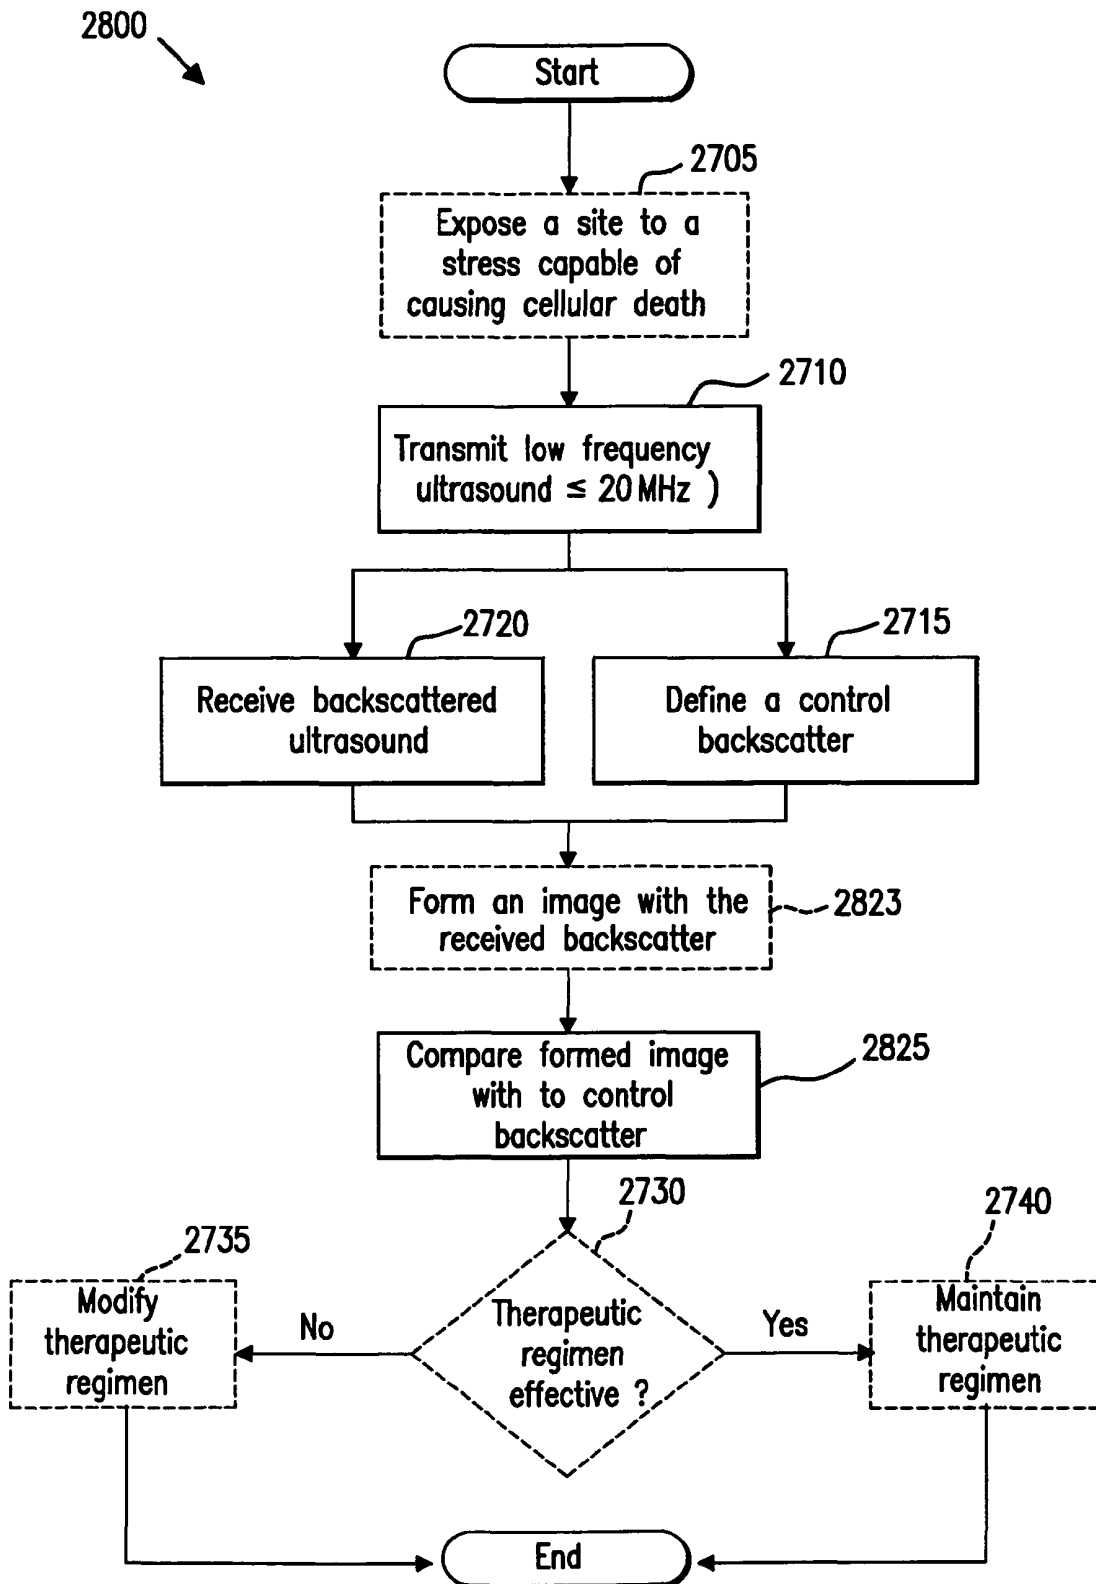 2800
Start
2705
Expose a site to a
stress capable of
causing cellular death
2710
Transmit low frequency
ultrasound ≤ 20 MHz )
2720
2715
Receive backscattered
ultrasound
Define a control
backscatter
Form an image with the
received backscatter
2823
Compare formed image
with to control
backscatter
2825
2730
2740
2735
Modify
therapeutic
regimen
No
Therapeutic
regimen
effective ?
Yes
Maintain
therapeutic
regimen
End